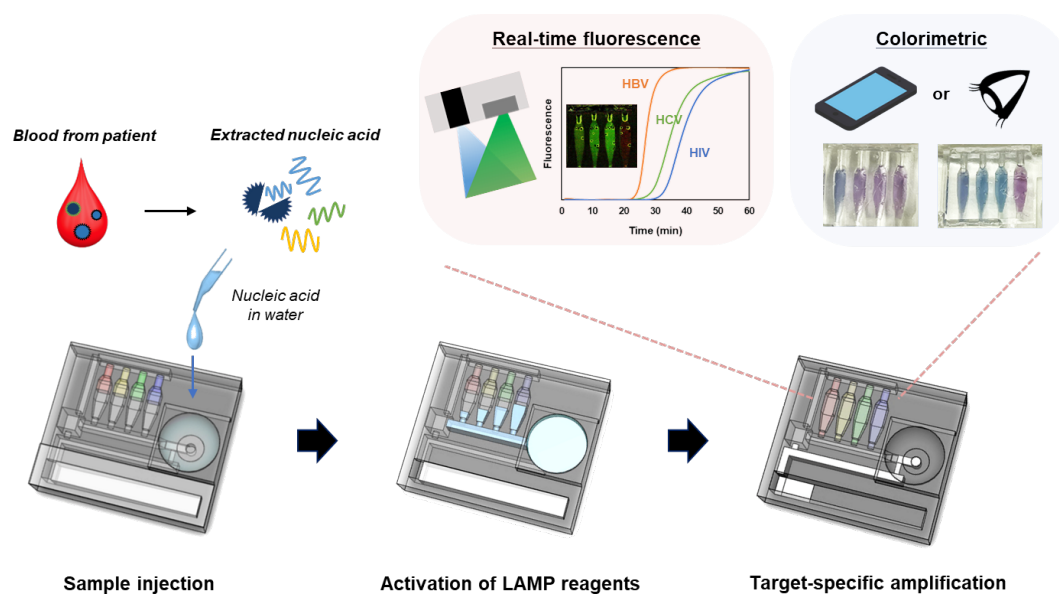 Real-time fluorescence
Colorimetric
Blood from patient
Extracted nucleic acid
Fluorescence
HBV
HCV
HIV
0 10 20 30 40 50 60
Time (min)
or
Nucleic acid
in water
Sample injection
Activation of LAMP reagents
Target-specific amplification